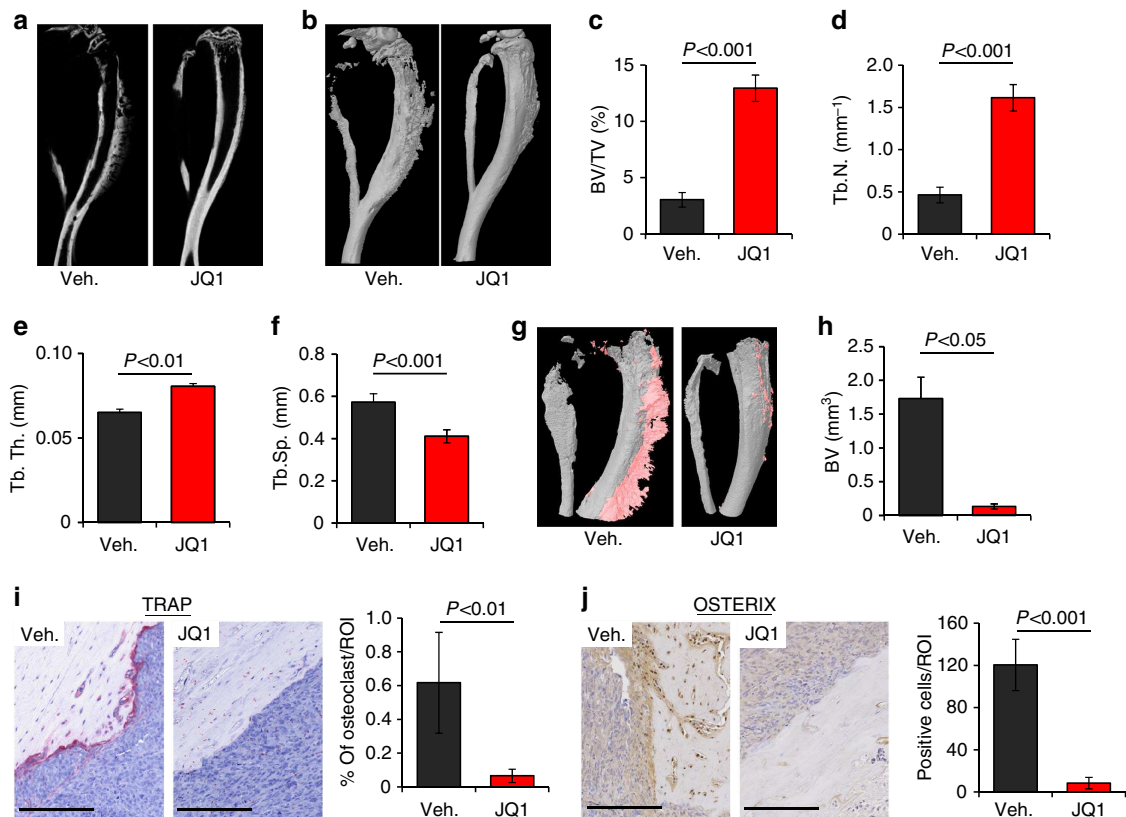 a
Veh. JQ1
b
Veh. JQ1
c
P<0.001
BV/TV (%)
15
10
5
0
Veh. JQ1
d
P<0.001
Tb.N. (mm⁻¹)
2.0
1.5
1.0
0.5
0
Veh. JQ1
e
P<0.01
Tb. Th. (mm)
0.10
0.05
0
Veh. JQ1
f
P<0.001
Tb.Sp. (mm)
0.8
0.6
0.4
0.2
0
Veh. JQ1
g
Veh. JQ1
h
P<0.05
BV (mm³)
2.5
2.0
1.5
1.0
0.5
0
Veh. JQ1
i
TRAP
Veh. JQ1
P<0.01
% Of osteoclast/ROI
1.0
0.8
0.6
0.4
0.2
0
Veh. JQ1
j
OSTERIX
Veh. JQ1
P<0.001
Positive cells/ROI
160
120
80
40
0
Veh. JQ1